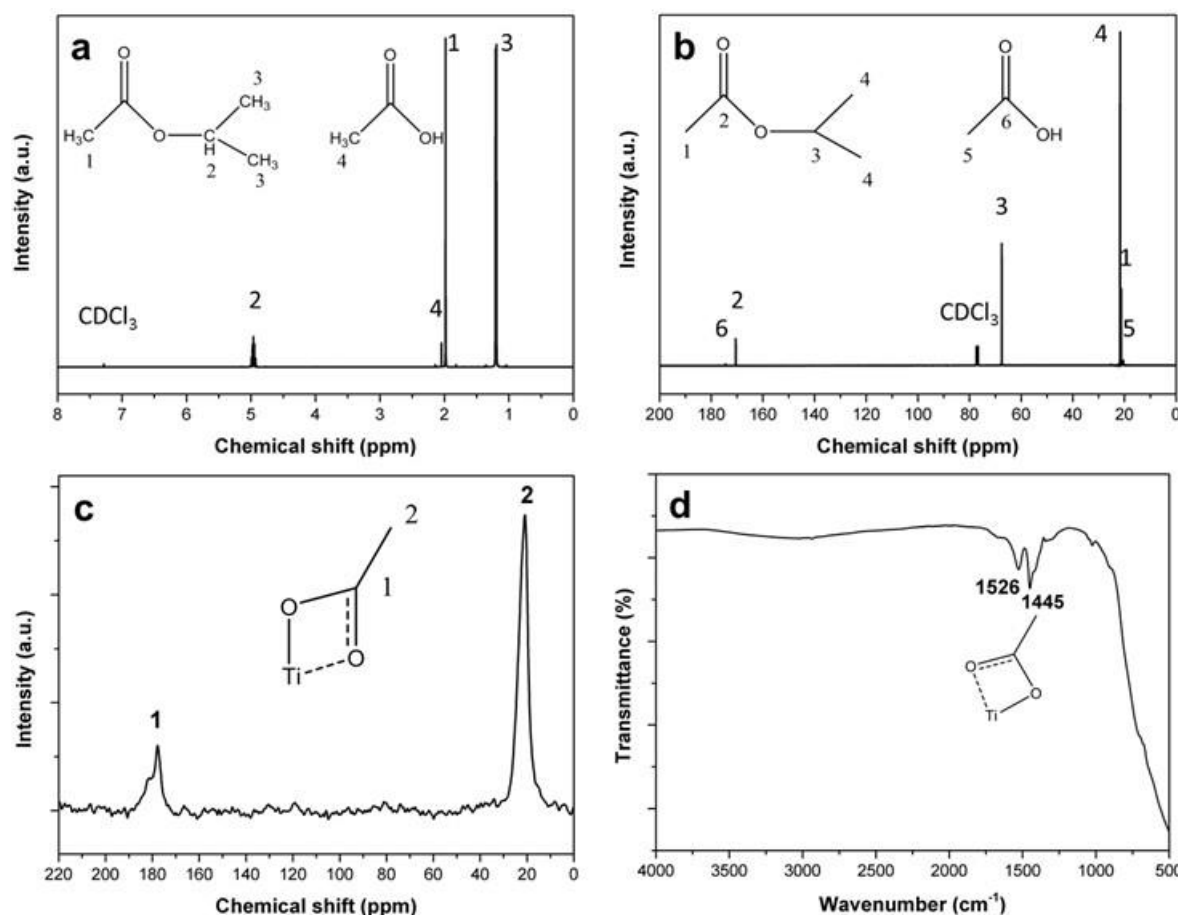 a
O
H₃C
O
CH
CH₃
CH₃
1
2
3
3
O
H₃C
OH
4
1
3
4
2
CDCl₃
Intensity (a.u.)
8 7 6 5 4 3 2 1 0
Chemical shift (ppm)
b
O
O
1
2
3
4
4
O
OH
5
6
4
3
1
5
CDCl₃
2
6
Intensity (a.u.)
200 180 160 140 120 100 80 60 40 20 0
Chemical shift (ppm)
c
2
1
O
O
Ti
1
2
Intensity (a.u.)
220 200 180 160 140 120 100 80 60 40 20 0
Chemical shift (ppm)
d
1526
1445
O
O
Ti
Transmittance (%)
4000 3500 3000 2500 2000 1500 1000 500
Wavenumber (cm⁻¹)